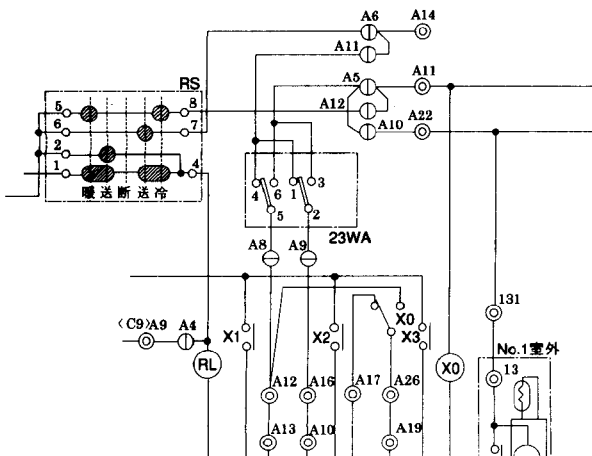 A6 A14
A11
RS
A5 A11
5 8
A12 A22
6 7
A10
2
1 4
暖送断送冷
4 6 1 3
5 2
23WA
A8 A9
131
〈C9〉A9 A4
X1 X2 X0 X3
No.1室外
RL X0 13
A12 A16 A17 A26
A13 A10 A19